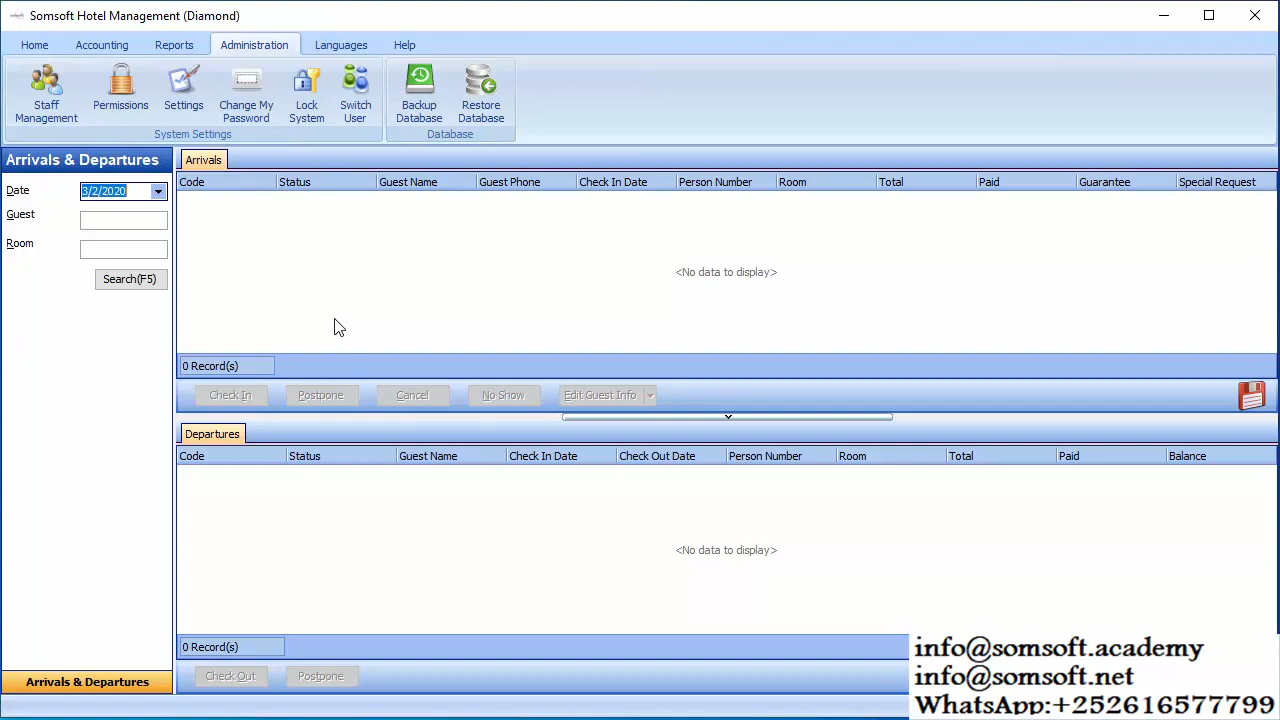 Somsoft Hotel Management (Diamond)
Home Accounting Reports Administration Languages Help
Staff Management
Permissions
Settings
Change My Password
Lock System
Switch User
Backup Database
Restore Database
System Settings
Database
Arrivals & Departures
Date 3/2/2020
Guest
Room
Search(F5)
Arrivals & Departures
Arrivals
Code Status Guest Name Guest Phone Check In Date Person Number Room Total Paid Guarantee Special Request
<No data to display>
0 Record(s)
Check In Postpone Cancel No Show Edit Guest Info
Departures
Code Status Guest Name Check In Date Check Out Date Person Number Room Total Paid Balance
<No data to display>
0 Record(s)
Check Out Postpone
info@somsoft.academy
info@somsoft.net
WhatsApp:+252616577799